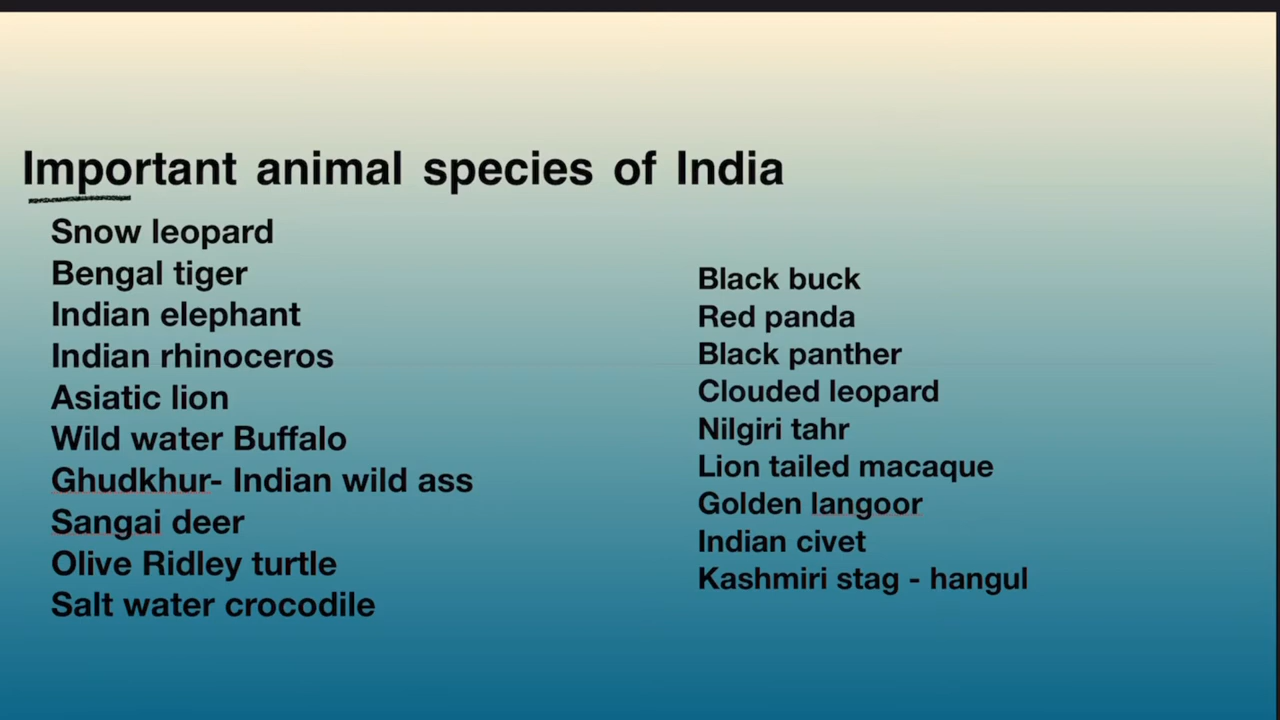 Important animal species of India
Snow leopard
Bengal tiger
Indian elephant
Indian rhinoceros
Asiatic lion
Wild water Buffalo
Ghudkhur- Indian wild ass
Sangai deer
Olive Ridley turtle
Salt water crocodile
Black buck
Red panda
Black panther
Clouded leopard
Nilgiri tahr
Lion tailed macaque
Golden langoor
Indian civet
Kashmiri stag - hangul